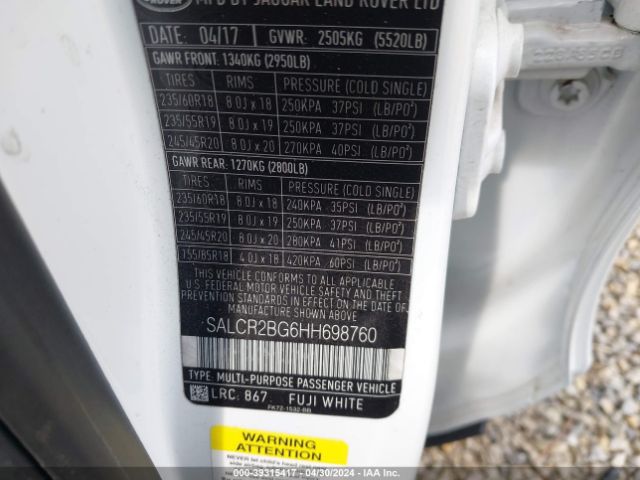 ROVER MFD BY JAGUAR LAND ROVER LTD
DATE 04/17 GVWR 2505KG (5520LB)
GAWR FRONT: 1340KG (2950LB)
TIRES RIMS PRESSURE (COLD SINGLE)
235/60R18 8.0J x 18 250KPA 37PSI (LB/PO²)
235/55R19 8.0J x 19 250KPA 37PSI (LB/PO²)
245/45R20 8.0J x 20 270KPA 40PSI (LB/PO²)
GAWR REAR: 1270KG (2800LB)
TIRES RIMS PRESSURE (COLD SINGLE)
235/60R18 8.0J x 18 240KPA 35PSI (LB/PO²)
235/55R19 8.0J x 19 250KPA 37PSI (LB/PO²)
245/45R20 8.0J x 20 280KPA 41PSI (LB/PO²)
155/85R18 4.0J x 18 420KPA 60PSI (LB/PO²)
THIS VEHICLE CONFORMS TO ALL APPLICABLE
U.S. FEDERAL MOTOR VEHICLE SAFETY AND THEFT
PREVENTION STANDARDS IN EFFECT ON THE DATE OF
MANUFACTURE SHOWN ABOVE.
SALCR2BG6HH698760
TYPE: MULTI-PURPOSE PASSENGER VEHICLE
LRC: 867 FUJI WHITE
FK72-1532-BB
WARNING
ATTENTION
NEVER let
© 39315417 - 04/30/2024 - IAA Inc.